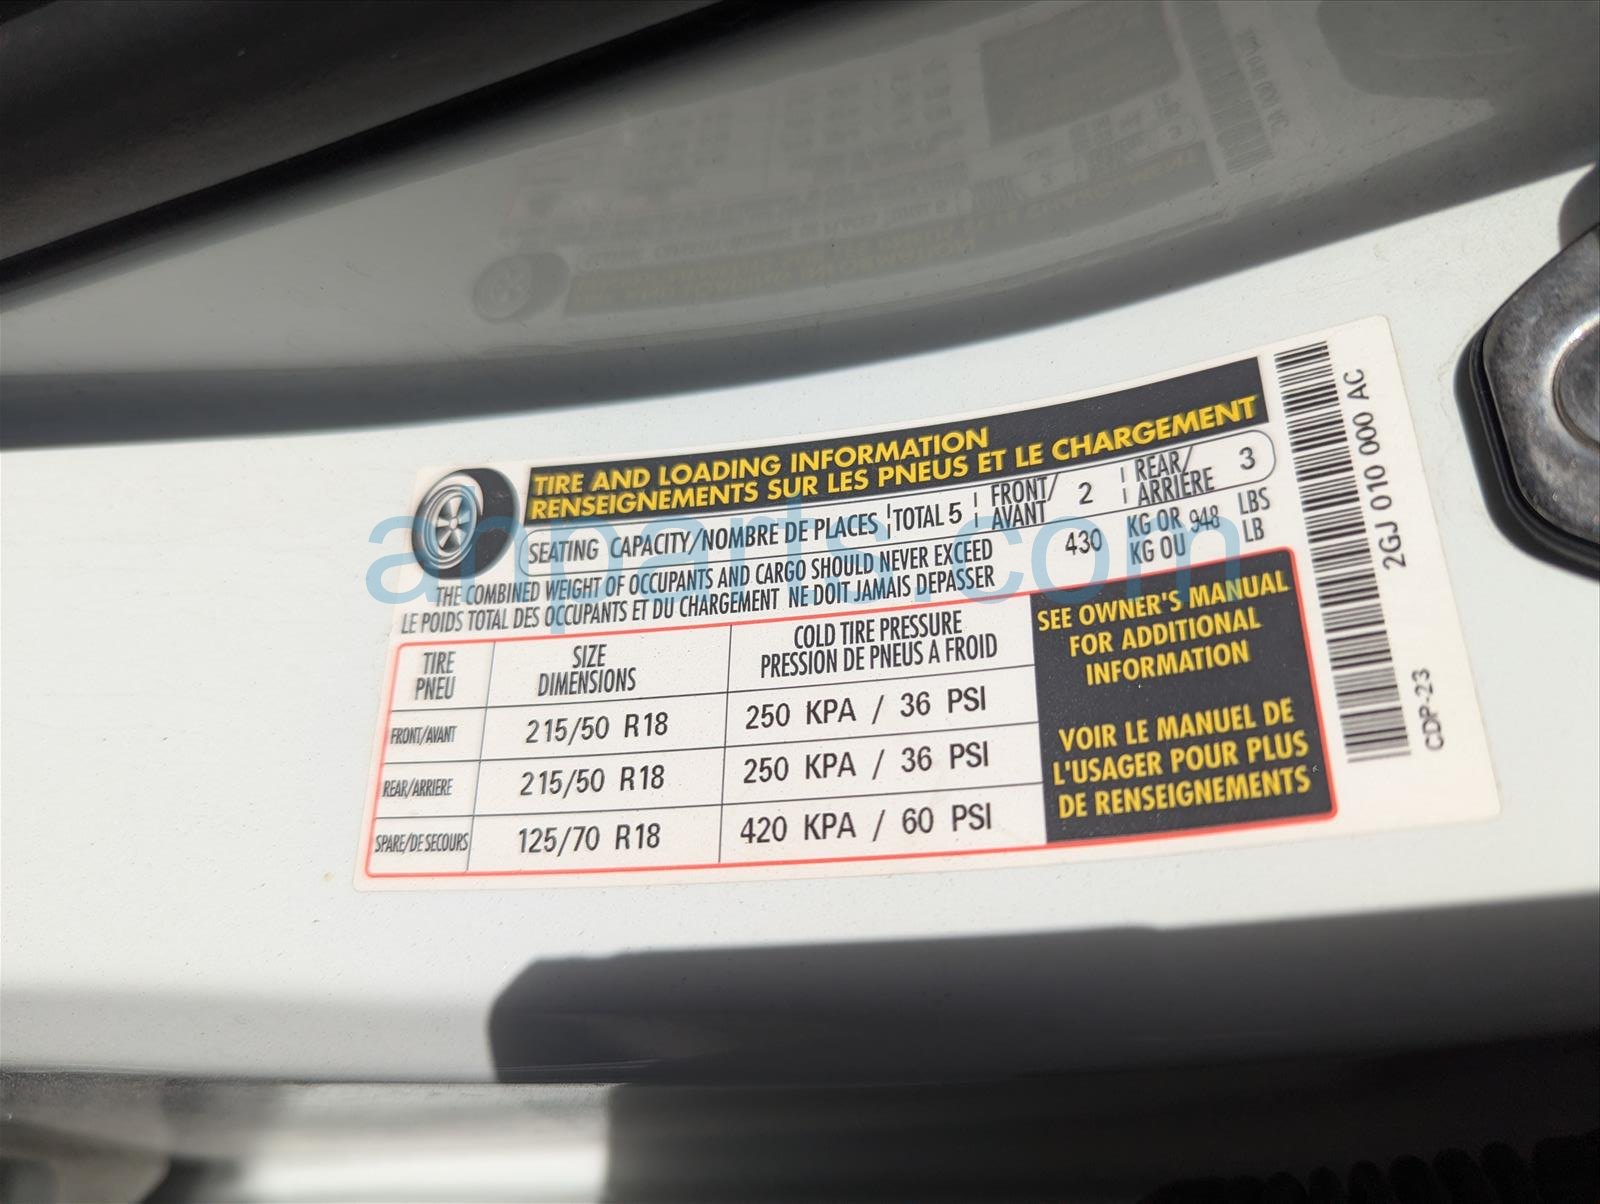 TIRE AND LOADING INFORMATION
RENSEIGNEMENTS SUR LES PNEUS ET LE CHARGEMENT
SEATING CAPACITY/NOMBRE DE PLACES TOTAL 5 FRONT/AVANT 2 REAR/ARRIÈRE 3
THE COMBINED WEIGHT OF OCCUPANTS AND CARGO SHOULD NEVER EXCEED
LE POIDS TOTAL DES OCCUPANTS ET DU CHARGEMENT NE DOIT JAMAIS DEPASSER
430 KG OR 948 LBS
KG OU LB
TIRE PNEU SIZE DIMENSIONS COLD TIRE PRESSURE PRESSION DE PNEUS A FROID
FRONT/AVANT 215/50 R18 250 KPA / 36 PSI
REAR/ARRIERE 215/50 R18 250 KPA / 36 PSI
SPARE/DE SECOURS 125/70 R18 420 KPA / 60 PSI
SEE OWNER'S MANUAL
FOR ADDITIONAL
INFORMATION
VOIR LE MANUEL DE
L'USAGER POUR PLUS
DE RENSEIGNEMENTS
2GJ 010 000 AC
CDP-23
anparts.com